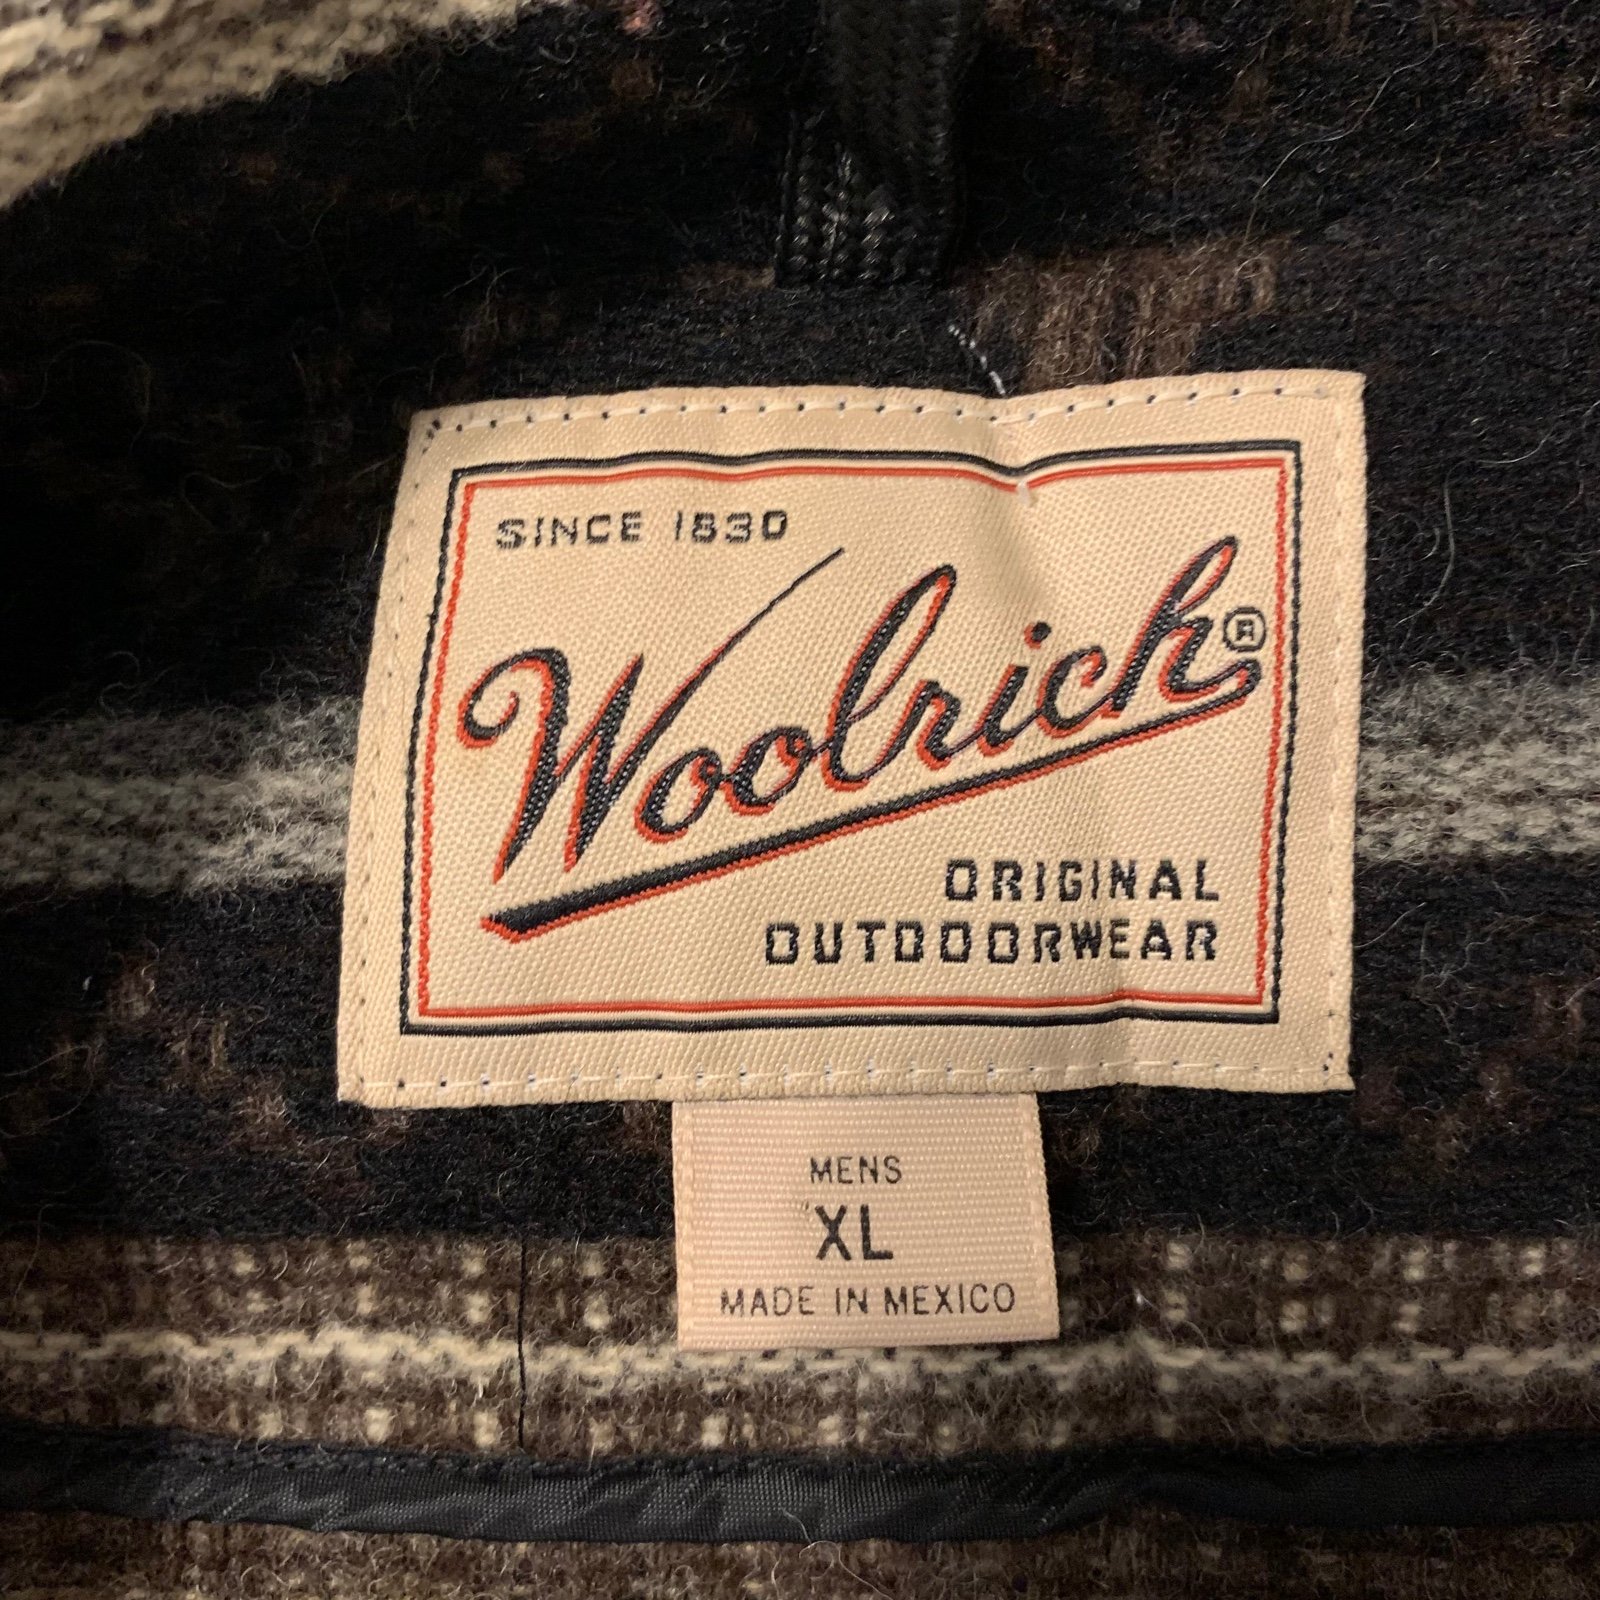 SINCE 1830
Woolrich®
ORIGINAL
OUTDOORWEAR
MENS
XL
MADE IN MEXICO